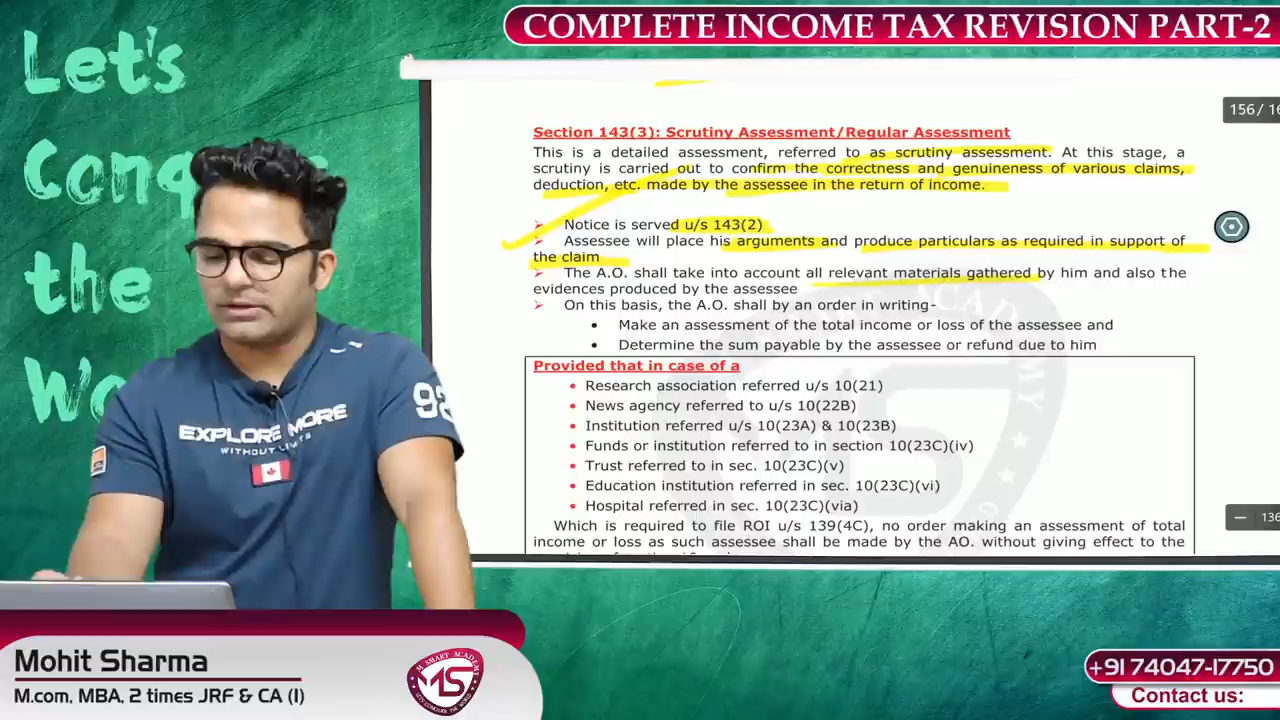 COMPLETE INCOME TAX REVISION PART-2
Let's
Conq
the
Wo
156/16
Section 143(3): Scrutiny Assessment/Regular Assessment
This is a detailed assessment, referred to as scrutiny assessment. At this stage, a
scrutiny is carried out to confirm the correctness and genuineness of various claims,
deduction, etc. made by the assessee in the return of income.
Notice is served u/s 143(2)
Assessee will place his arguments and produce particulars as required in support of
the claim
The A.O. shall take into account all relevant materials gathered by him and also the
evidences produced by the assessee
On this basis, the A.O. shall by an order in writing-
Make an assessment of the total income or loss of the assessee and
Determine the sum payable by the assessee or refund due to him
Provided that in case of a
Research association referred u/s 10(21)
News agency referred to u/s 10(22B)
Institution referred u/s 10(23A) & 10(23B)
Funds or institution referred to in section 10(23C)(iv)
Trust referred to in sec. 10(23C)(v)
Education institution referred in sec. 10(23C)(vi)
Hospital referred in sec. 10(23C)(via)
Which is required to file ROI u/s 139(4C), no order making an assessment of total
income or loss as such assessee shall be made by the AO. without giving effect to the
136
EXPLORE MORE
WITHOUT LIMITS
92
Mohit Sharma
M.com, MBA, 2 times JRF & CA (I)
M SMART ACADEMY
MS
LETS CONQUER THE WORLD
+91 74047-17750
Contact us: